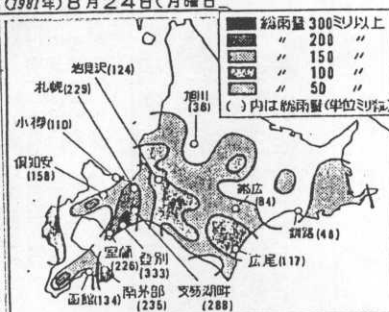 (1981年)8月24日(月曜日
総雨量 300ミリ以上
〃 200 〃
〃 150 〃
〃 100 〃
〃 50 〃
( )内は総雨量(単位ミリ)
岩見沢(124)
札幌(229)
旭川(36)
小樽(110)
倶知安(158)
帯広(84)
釧路(48)
広尾(117)
室蘭(226)
登別(333)
函館(134)
南茅部(235)
支笏湖畔(288)